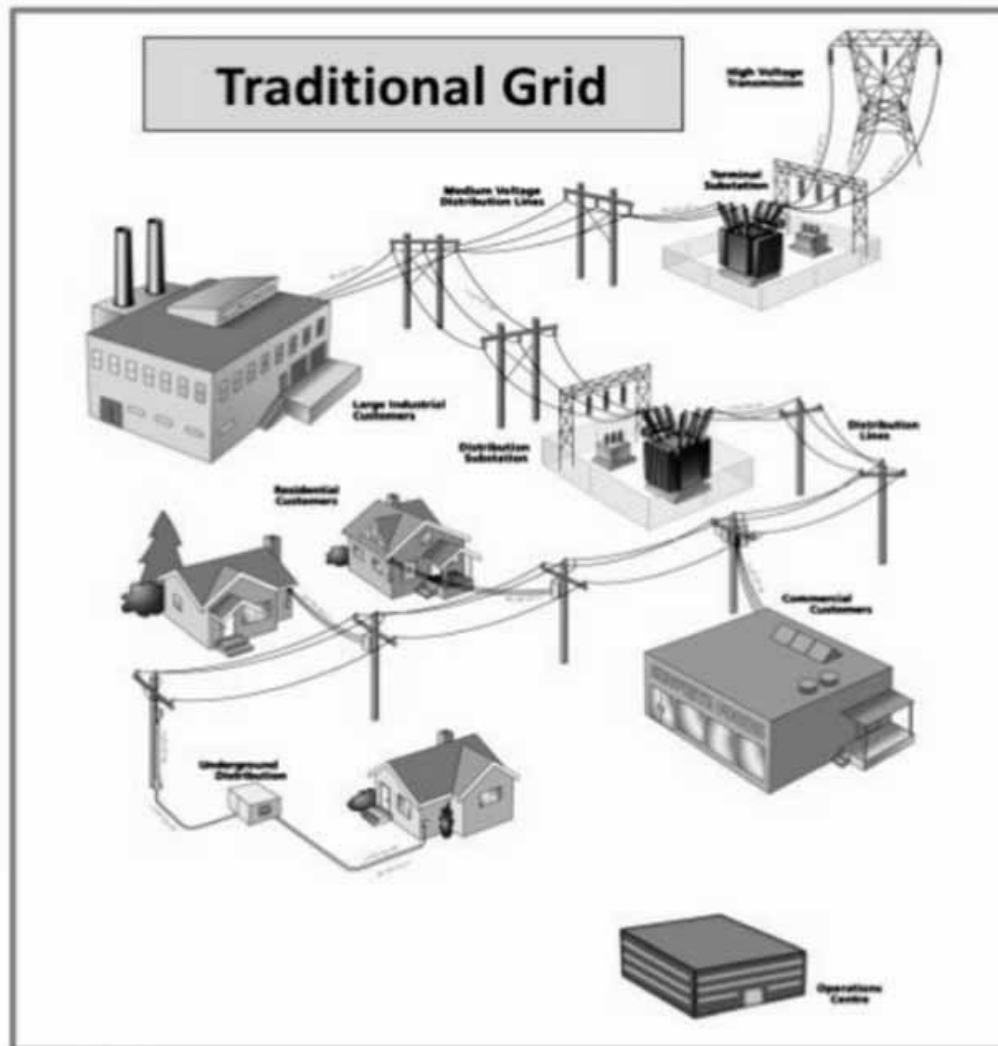 Traditional Grid
High Voltage
Transmission
Terminal
Substation
Medium Voltage
Distribution Lines
Large Industrial
Customers
Distribution
Substation
Distribution
Lines
Residential
Customers
Commercial
Customers
Underground
Distribution
Operations
Centre